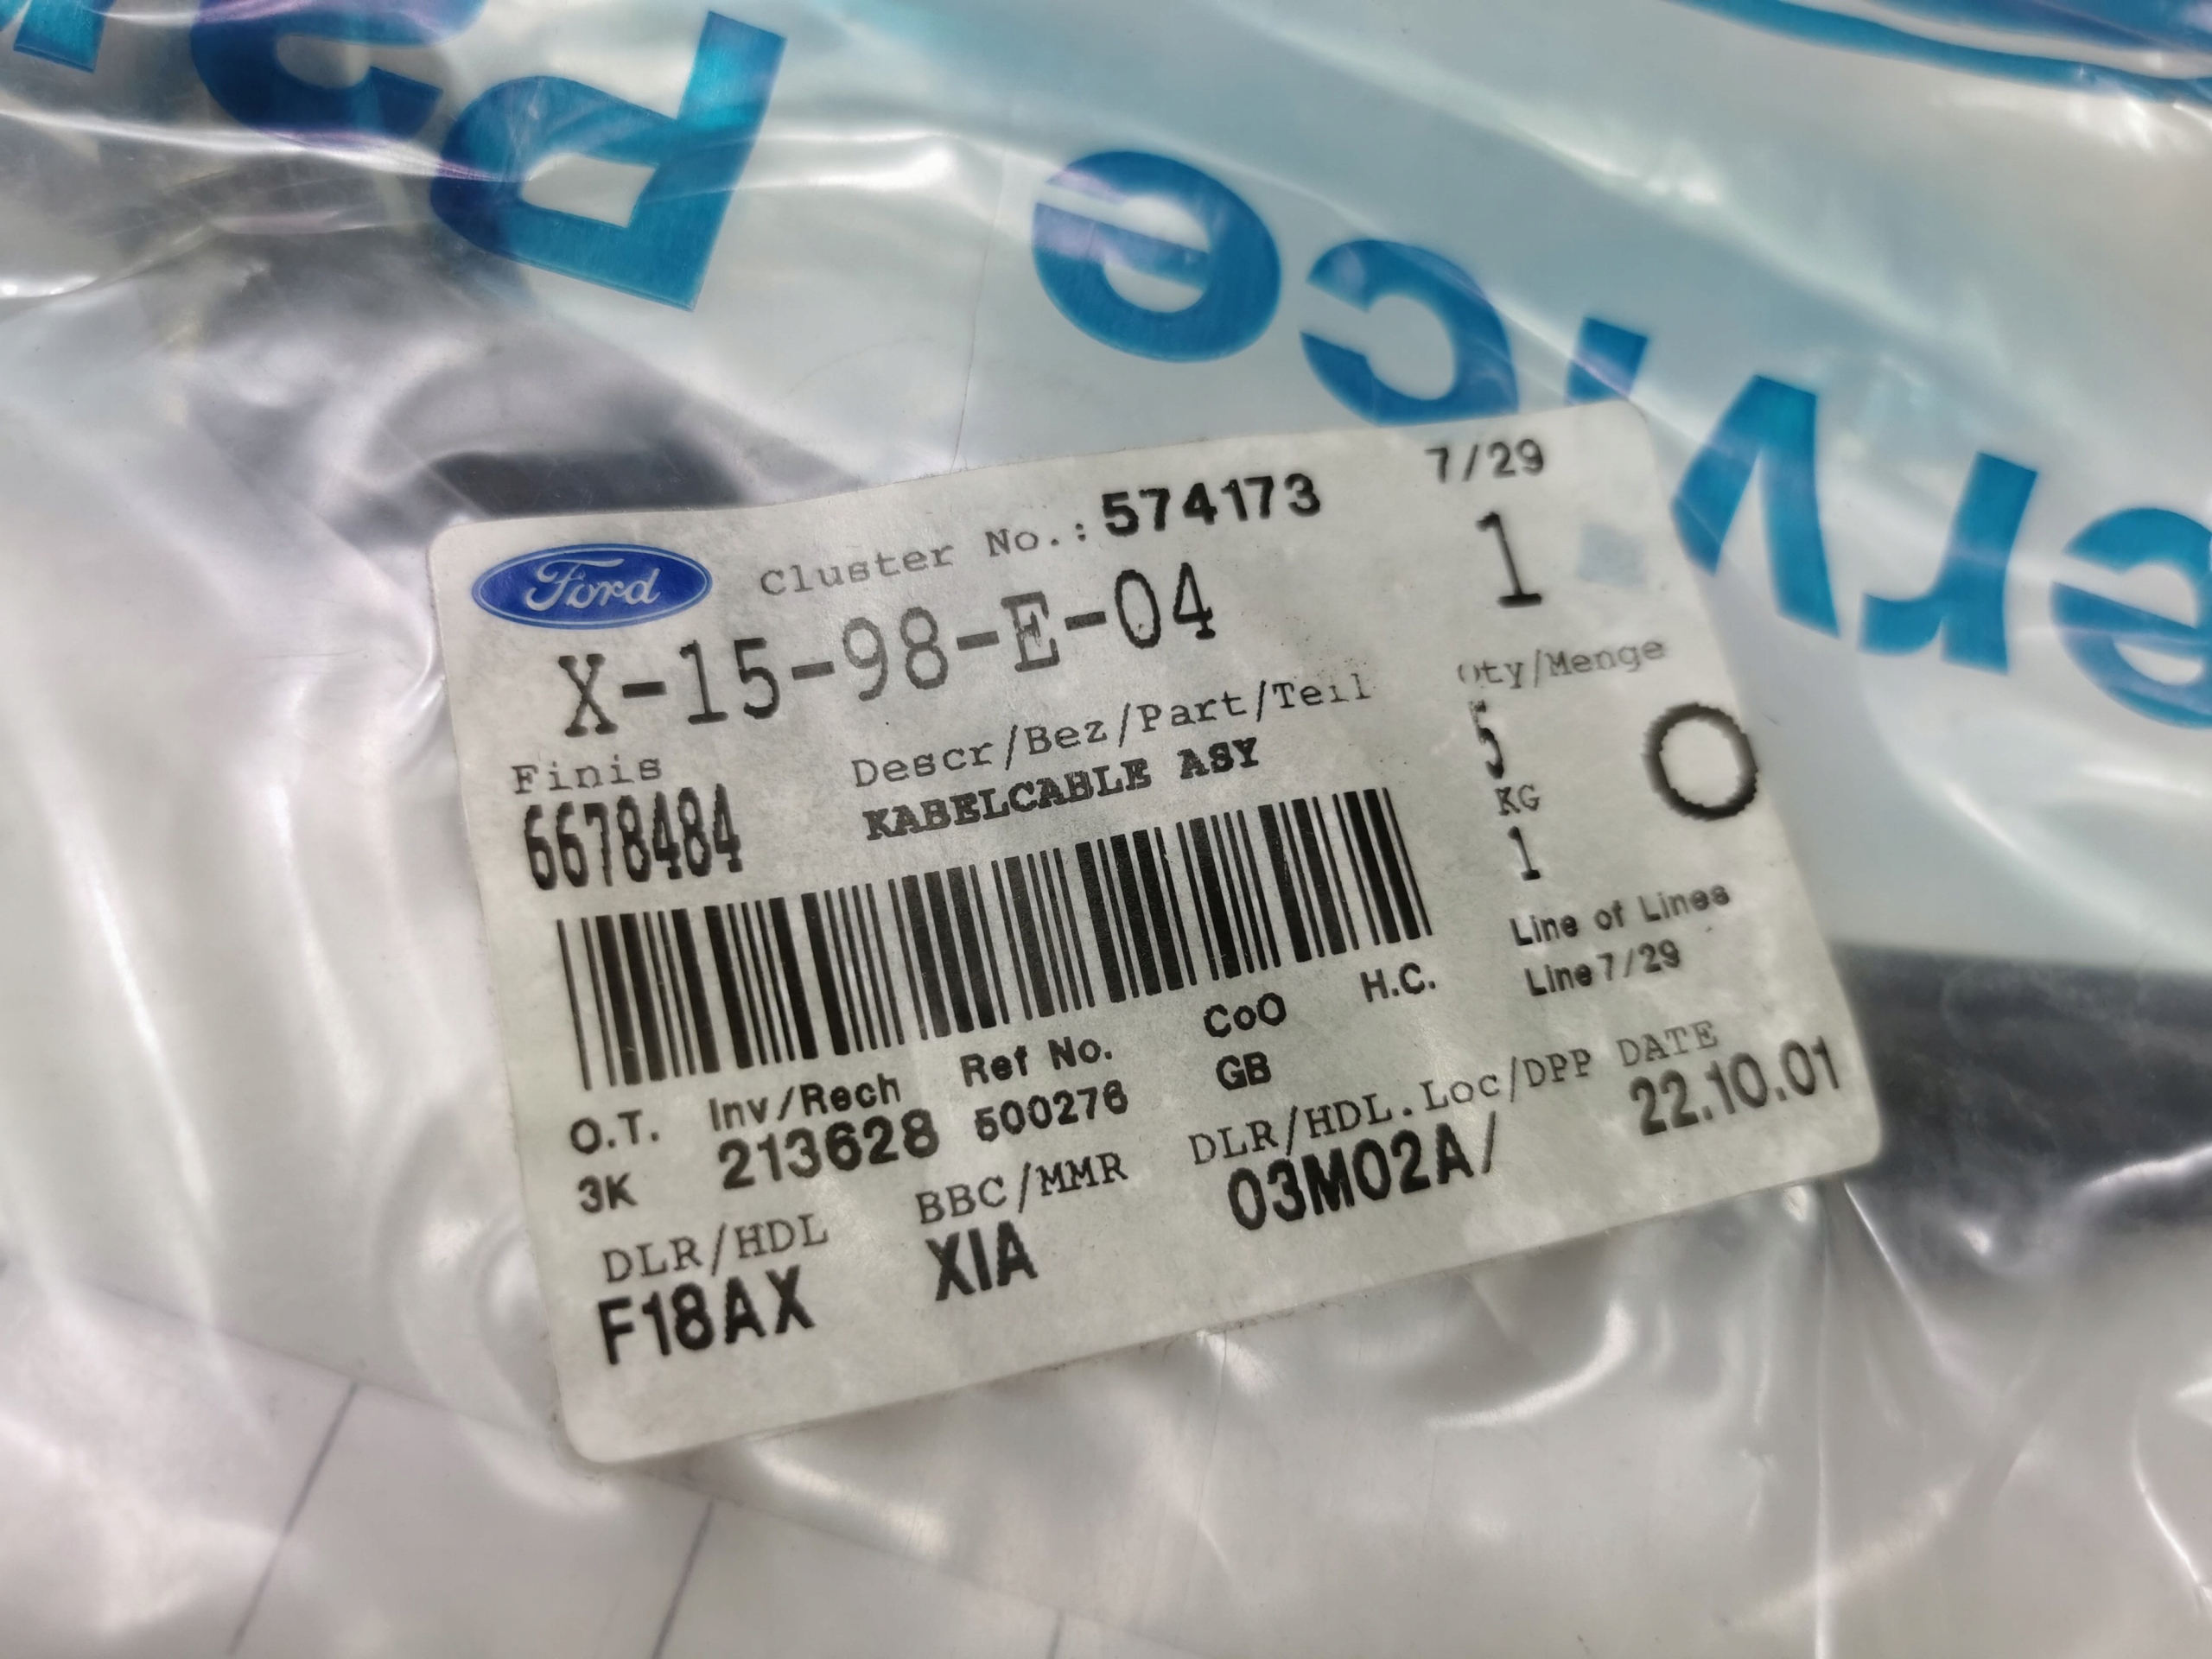 Service Par
Ford
Cluster No.: 574173 7/29
X-15-98-E-04 1
Finis Descr/Bez/Part/Teil Qty/Menge
6678484 KABELCABLE ASY 5
KG
1
O
Line of Lines
Line 7/29
O.T. Inv/Rech Ref No. CoO H.C.
3K 213628 500276 GB
DLR/HDL BBC/MMR DLR/HDL.Loc/DPP DATE
F18AX XIA 03M02A/ 22.10.01